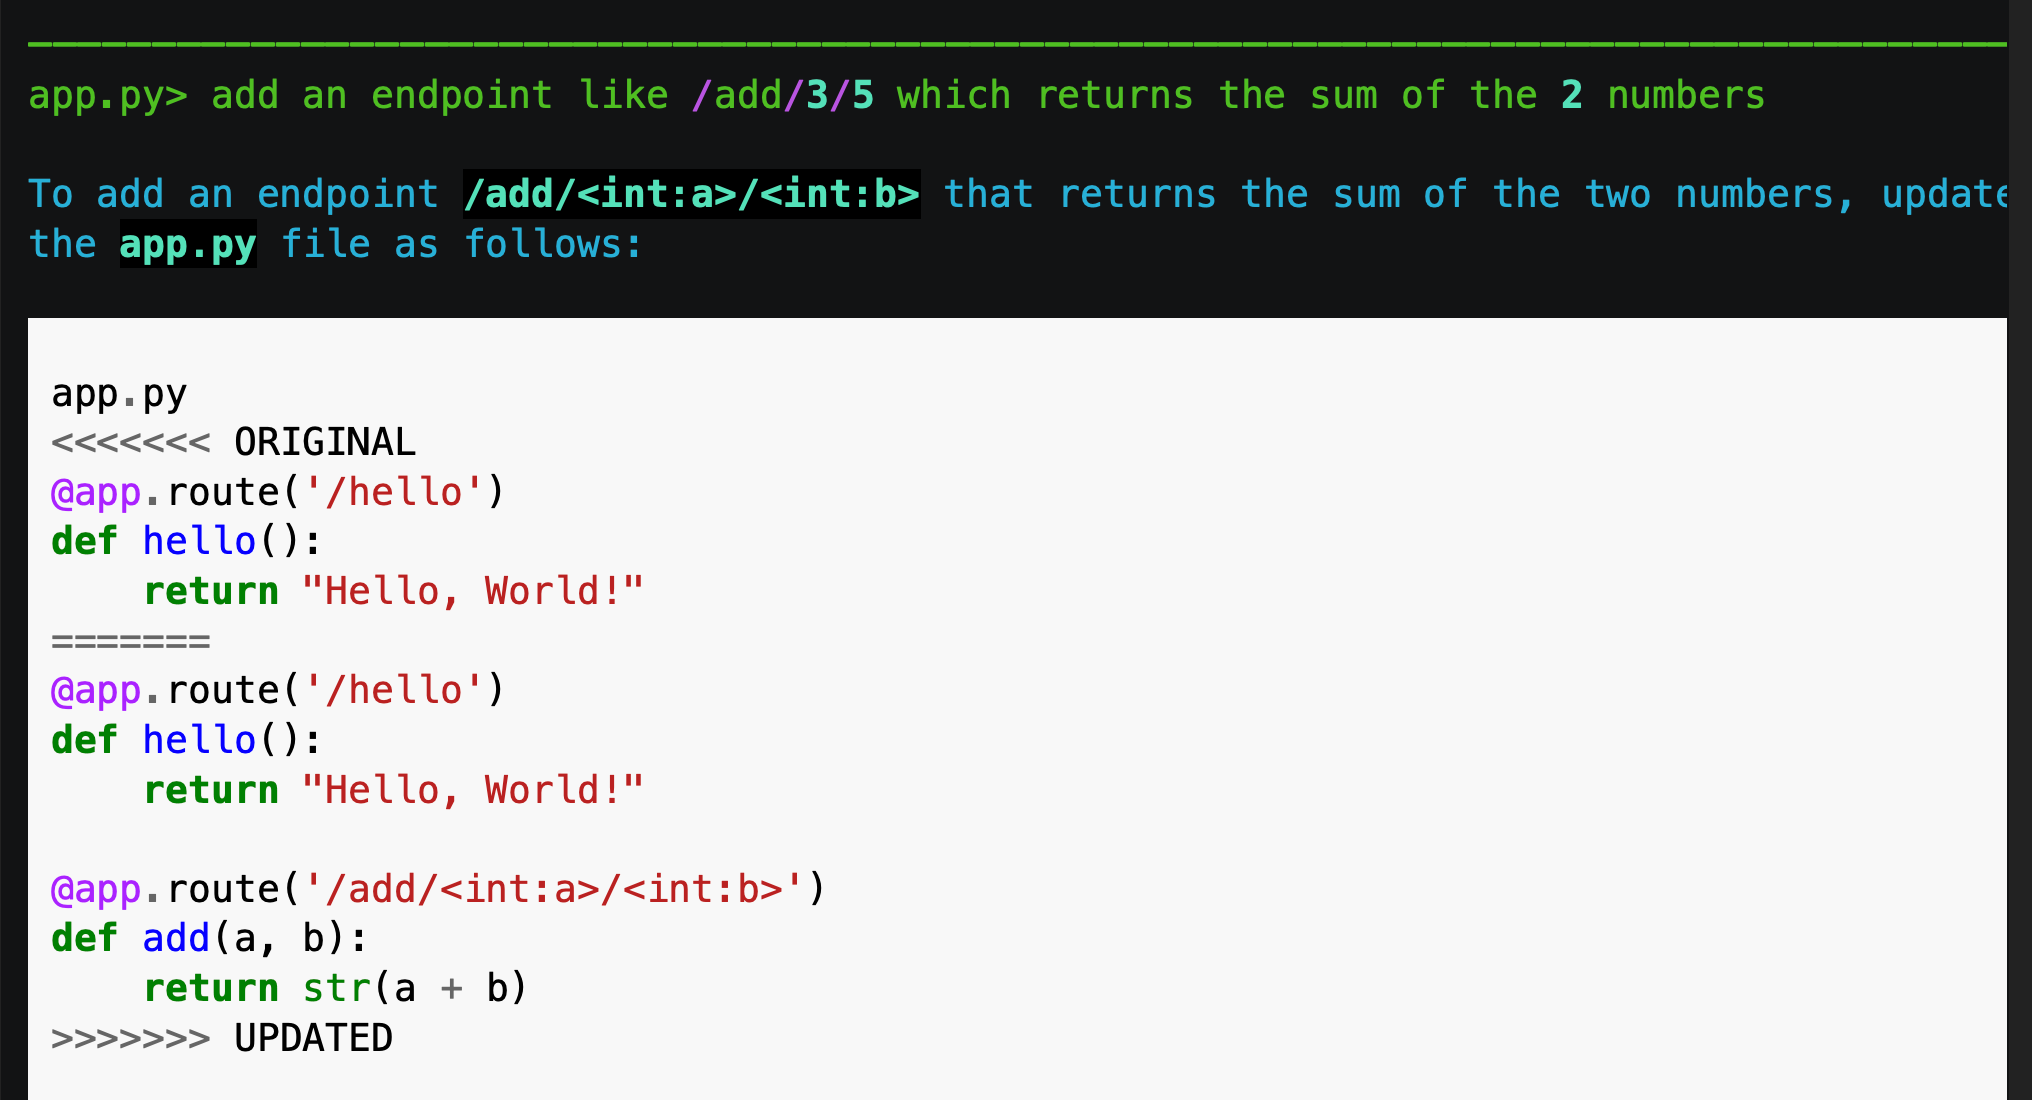 app.py> add an endpoint like /add/3/5 which returns the sum of the 2 numbers
To add an endpoint /add/<int:a>/<int:b> that returns the sum of the two numbers, update
the app.py file as follows:
app.py
<<<<<<< ORIGINAL
@app.route('/hello')
def hello():
    return "Hello, World!"
=======
@app.route('/hello')
def hello():
    return "Hello, World!"

@app.route('/add/<int:a>/<int:b>')
def add(a, b):
    return str(a + b)
>>>>>>> UPDATED